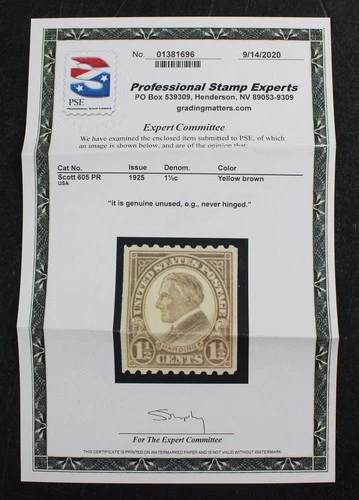 No. 01381696 9/14/2020
PSE
Professional Stamp Experts
PO Box 539309, Henderson, NV 89053-9309
gradingmatters.com
Expert Committee
We have examined the enclosed item submitted to PSE, of which
an image is shown below, and are of the opinion that:
Cat No. Issue Denom. Color
Scott 605 PR 1925 1½c Yellow brown
USA
"it is genuine unused, o.g., never hinged."
UNITED STATES POSTAGE
HARDING
1½ CENTS 1½
For The Expert Committee
THIS CERTIFICATE IS PRINTED ON WATERMARKED PAPER AND IS NOT VALID WITHOUT WATERMARK